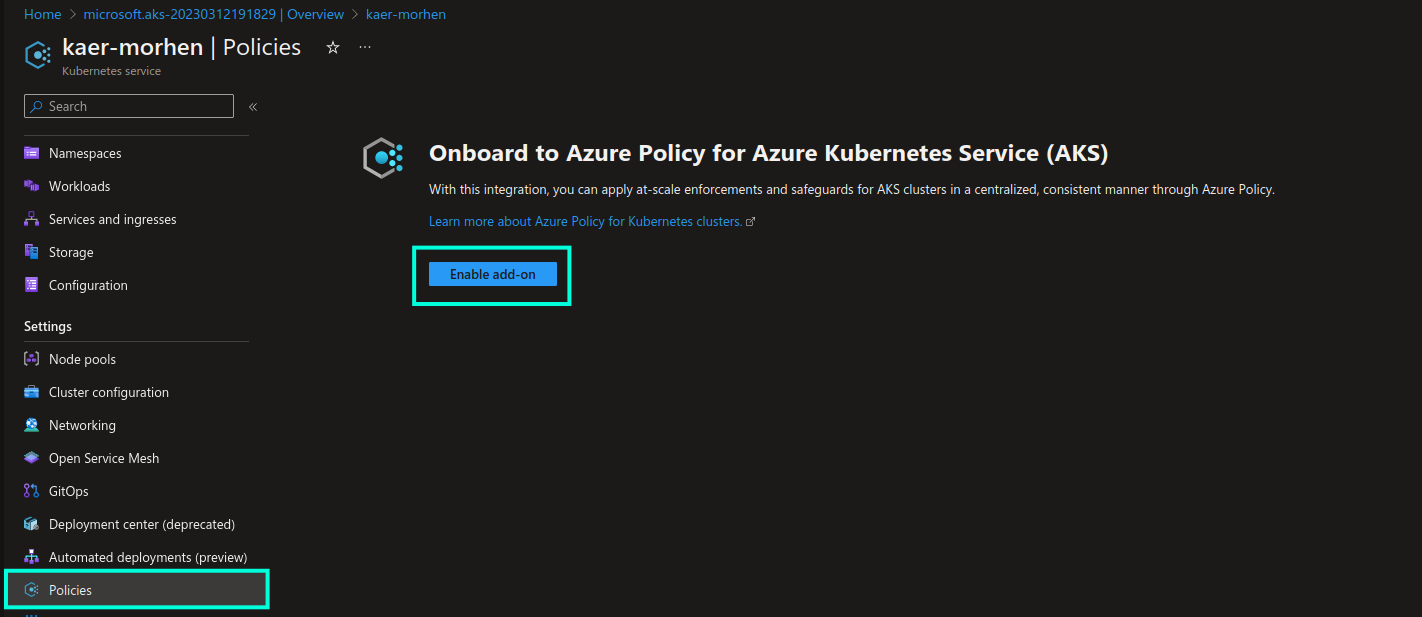 Home > microsoft.aks-20230312191829 | Overview > kaer-morhen
kaer-morhen | Policies
Kubernetes service
Search
Namespaces
Workloads
Services and ingresses
Storage
Configuration
Settings
Node pools
Cluster configuration
Networking
Open Service Mesh
GitOps
Deployment center (deprecated)
Automated deployments (preview)
Policies
Onboard to Azure Policy for Azure Kubernetes Service (AKS)
With this integration, you can apply at-scale enforcements and safeguards for AKS clusters in a centralized, consistent manner through Azure Policy.
Learn more about Azure Policy for Kubernetes clusters.
Enable add-on